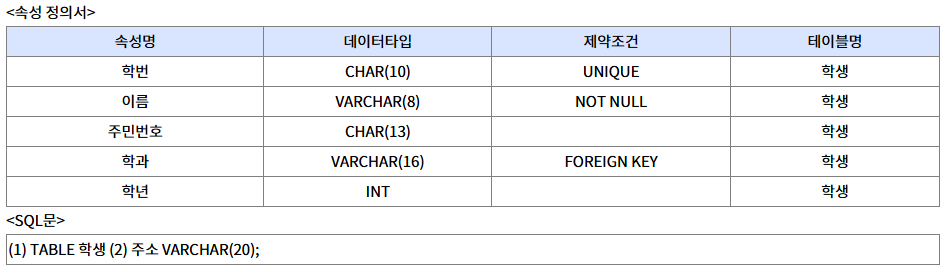 <속성 정의서>
속성명 데이터타입 제약조건 테이블명
학번 CHAR(10) UNIQUE 학생
이름 VARCHAR(8) NOT NULL 학생
주민번호 CHAR(13) 학생
학과 VARCHAR(16) FOREIGN KEY 학생
학년 INT 학생
<SQL문>
(1) TABLE 학생 (2) 주소 VARCHAR(20);